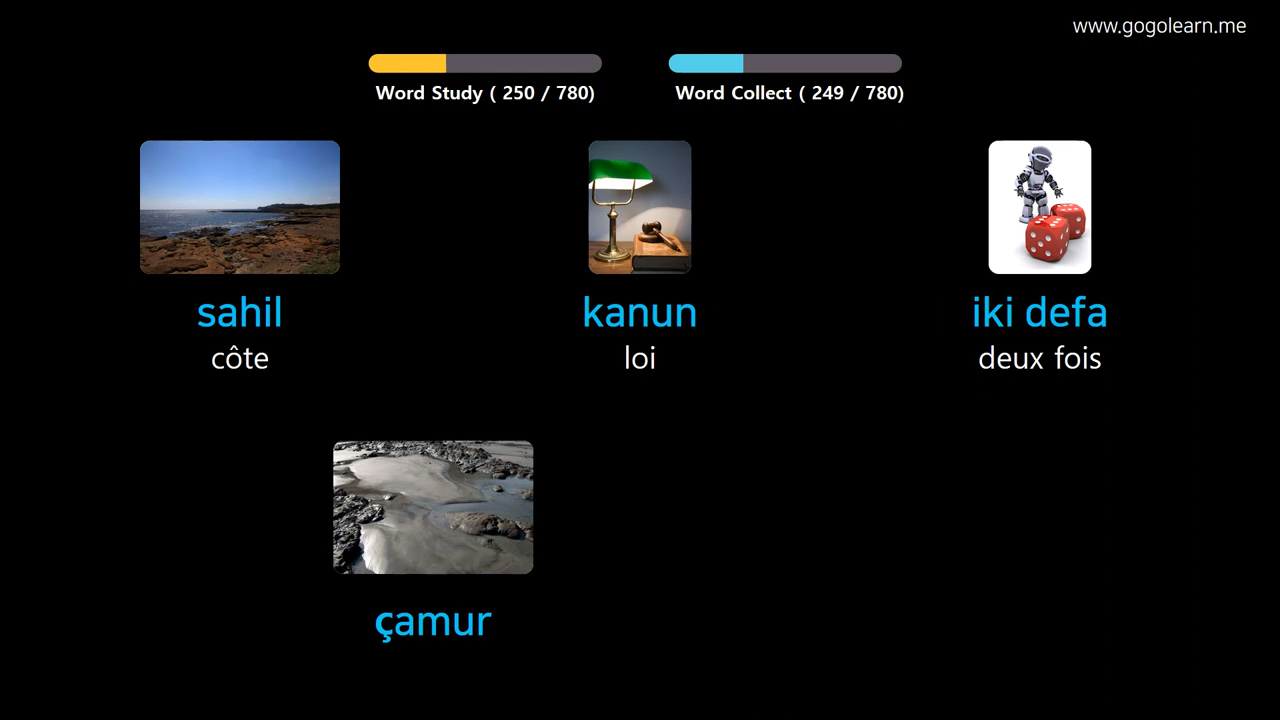 www.gogolearn.me
Word Study ( 250 / 780)
Word Collect ( 249 / 780)
sahil
kanun
iki defa
côte
loi
deux fois
çamur